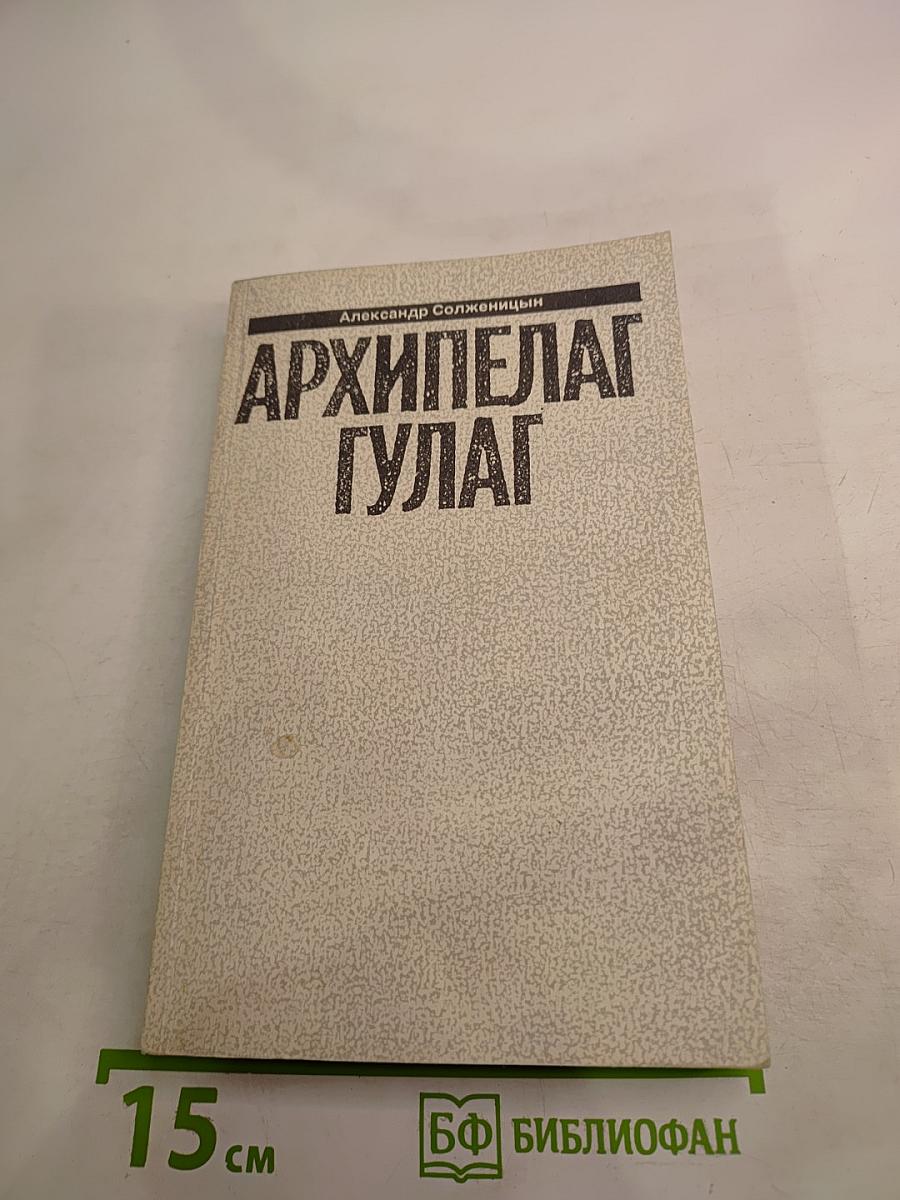 Александр Солженицын
АРХИПЕЛАГ
ГУЛАГ
15 см
БФ БИБЛИОФАН